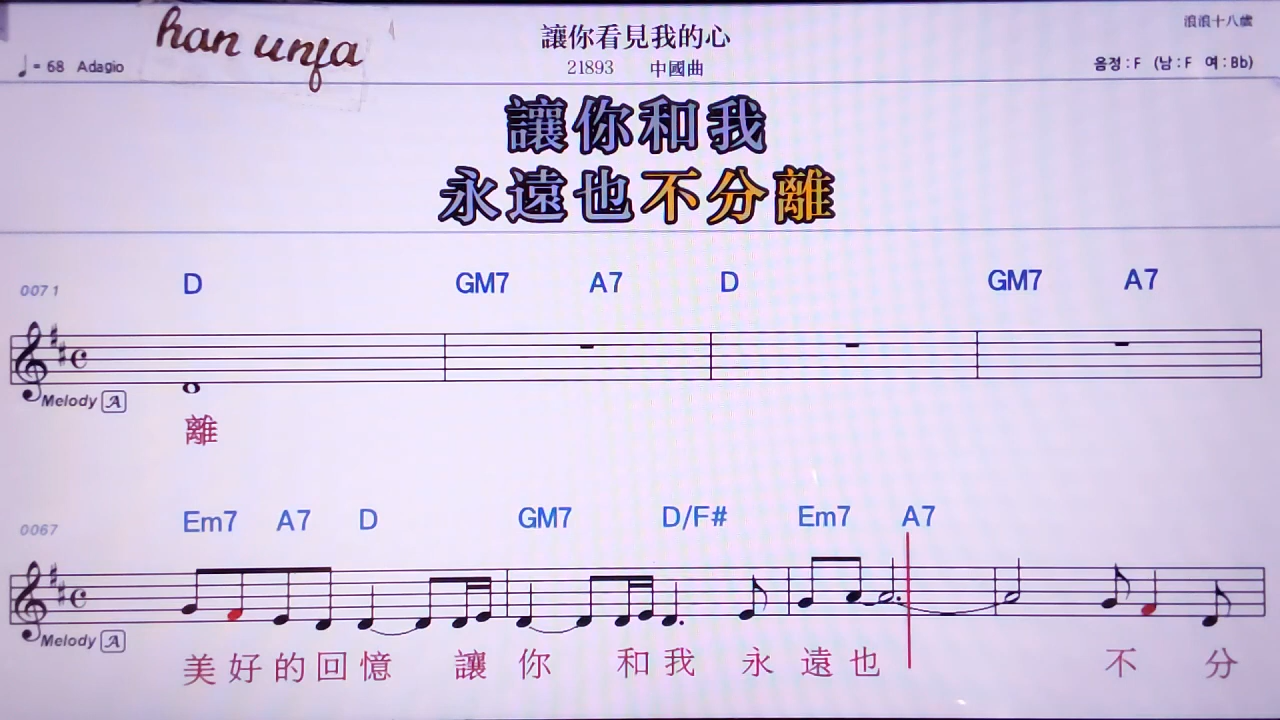 han unfa
讓你看見我的心
浪浪十八歲
♩= 68 Adagio
21893 中國曲
음정 : F (남 : F 여 : Bb)
讓你和我
永遠也不分離
0071
D GM7 A7 D GM7 A7
Melody A
離
0067
Em7 A7 D GM7 D/F# Em7 A7
Melody A
美好的回憶 讓你 和我 永遠也 不 分